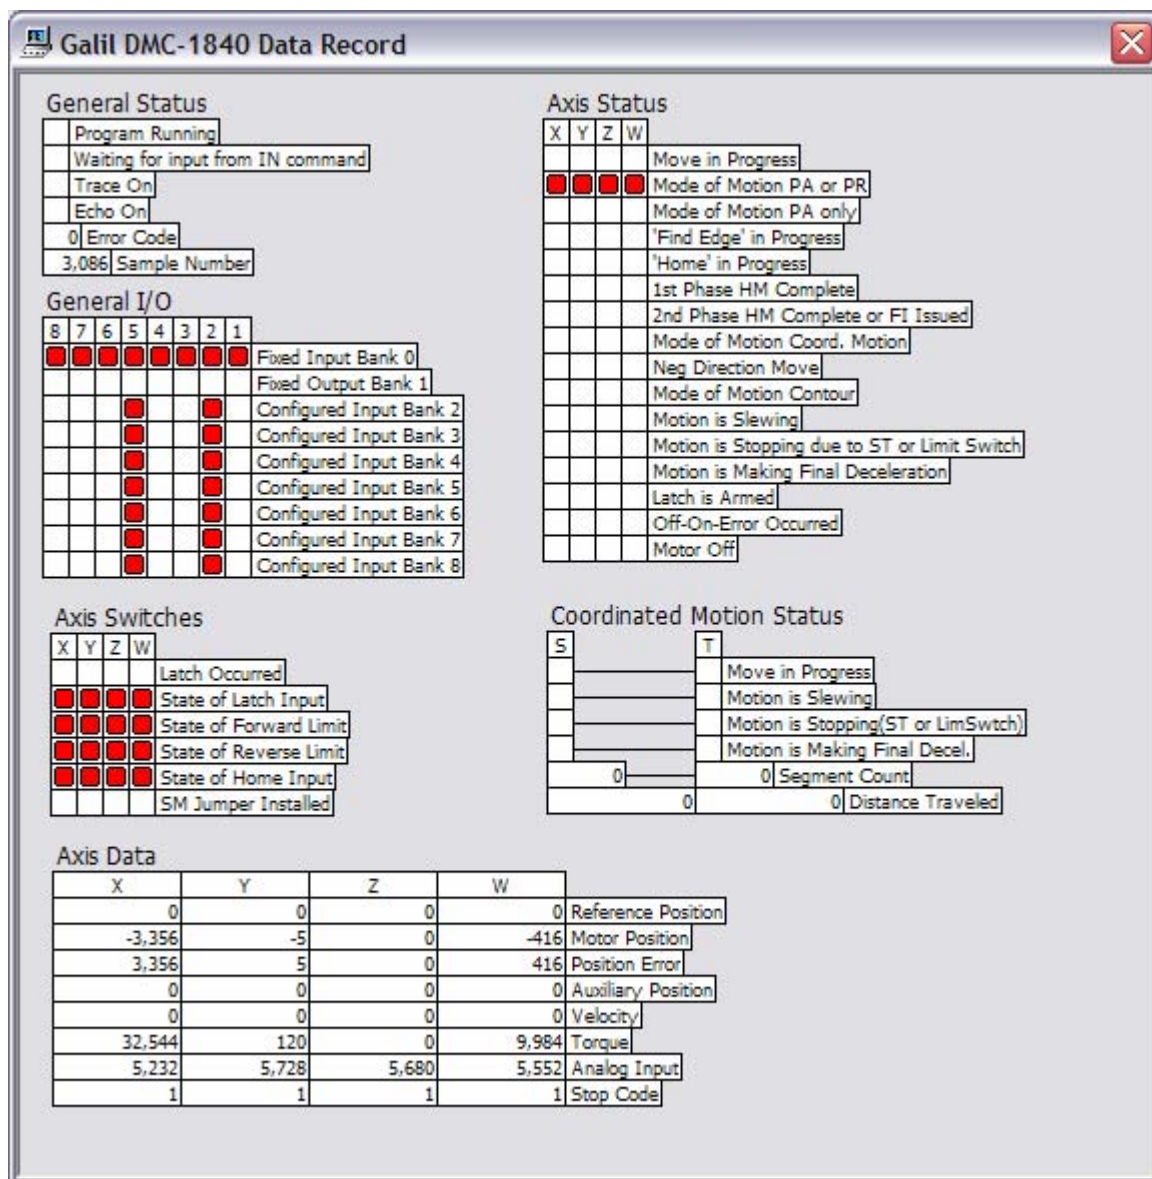 Galil DMC-1840 Data Record
General Status
Program Running
Waiting for input from IN command
Trace On
Echo On
0 Error Code
3,086 Sample Number
General I/O
8 7 6 5 4 3 2 1
Fixed Input Bank 0
Fixed Output Bank 1
Configured Input Bank 2
Configured Input Bank 3
Configured Input Bank 4
Configured Input Bank 5
Configured Input Bank 6
Configured Input Bank 7
Configured Input Bank 8
Axis Status
X Y Z W
Move in Progress
Mode of Motion PA or PR
Mode of Motion PA only
'Find Edge' in Progress
'Home' in Progress
1st Phase HM Complete
2nd Phase HM Complete or FI Issued
Mode of Motion Coord. Motion
Neg Direction Move
Mode of Motion Contour
Motion is Slewing
Motion is Stopping due to ST or Limit Switch
Motion is Making Final Deceleration
Latch is Armed
Off-On-Error Occurred
Motor Off
Axis Switches
X Y Z W
Latch Occurred
State of Latch Input
State of Forward Limit
State of Reverse Limit
State of Home Input
SM Jumper Installed
Coordinated Motion Status
S T
Move in Progress
Motion is Slewing
Motion is Stopping(ST or LimSwtch)
Motion is Making Final Decel.
0 0 Segment Count
0 0 Distance Traveled
Axis Data
X Y Z W
0 0 0 0 Reference Position
-3,356 -5 0 -416 Motor Position
3,356 5 0 416 Position Error
0 0 0 0 Auxiliary Position
0 0 0 0 Velocity
32,544 120 0 9,984 Torque
5,232 5,728 5,680 5,552 Analog Input
1 1 1 1 Stop Code